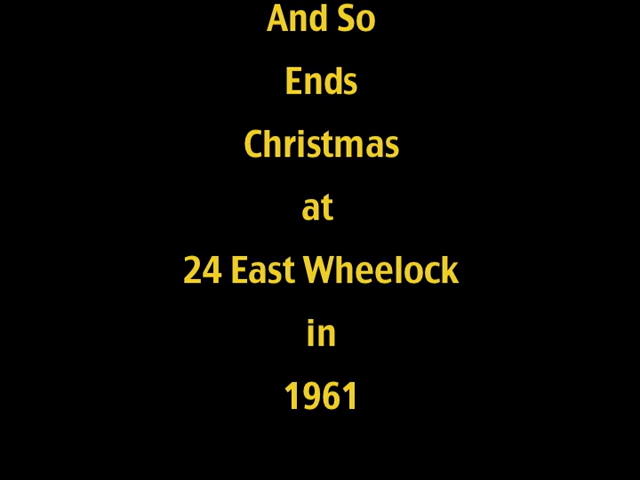 And So
Ends
Christmas
at
24 East Wheelock
in
1961